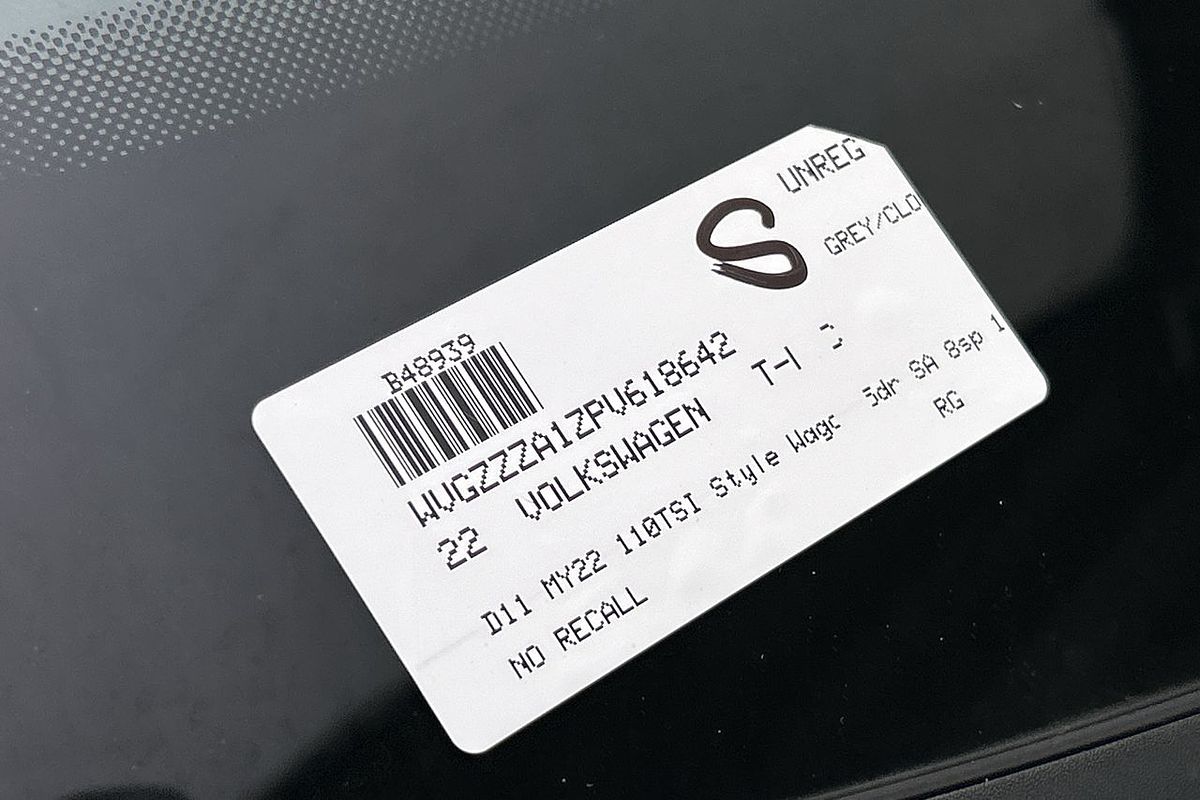 UNREG
S
GREY/CLO
B48939
WVGZZZA1ZPV618642
22 VOLKSWAGEN
D11 MY22 110TSI Style Wagc 5dr SA 8sp 1
NO RECALL
RG